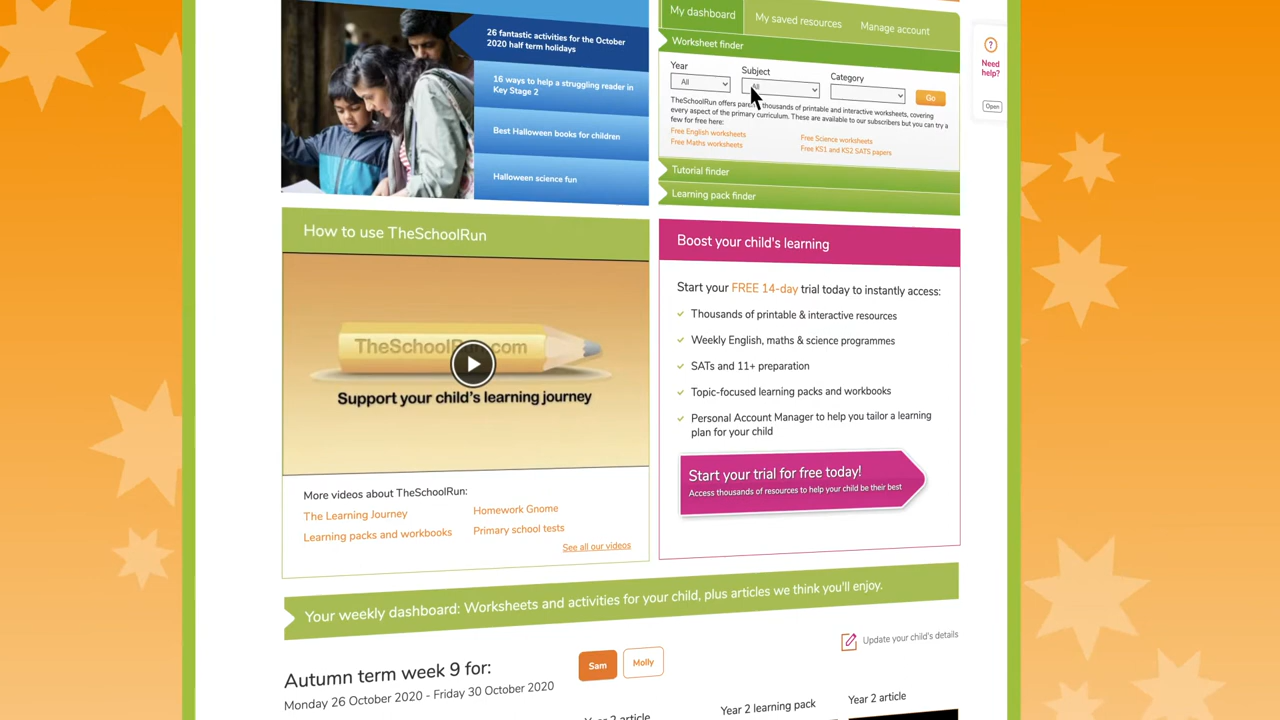 26 fantastic activities for the October
2020 half term holidays
16 ways to help a struggling reader in
Key Stage 2
Best Halloween books for children
Halloween science fun
My dashboard
My saved resources
Manage account
Worksheet finder
Year
Subject
Category
All
All
Go
TheSchoolRun offers parents thousands of printable and interactive worksheets, covering
every aspect of the primary curriculum. These are available to our subscribers but you can try a
few for free here:
Free English worksheets
Free Science worksheets
Free Maths worksheets
Free KS1 and KS2 SATS papers
Tutorial finder
Learning pack finder
?
Need
help?
Open
How to use TheSchoolRun
TheSchoolRun.com
Support your child's learning journey
More videos about TheSchoolRun:
The Learning Journey
Homework Gnome
Learning packs and workbooks
Primary school tests
See all our videos
Boost your child's learning
Start your FREE 14-day trial today to instantly access:
Thousands of printable & interactive resources
Weekly English, maths & science programmes
SATs and 11+ preparation
Topic-focused learning packs and workbooks
Personal Account Manager to help you tailor a learning
plan for your child
Start your trial for free today!
Access thousands of resources to help your child be their best
Your weekly dashboard: Worksheets and activities for your child, plus articles we think you'll enjoy.
Update your child's details
Autumn term week 9 for:
Sam
Molly
Monday 26 October 2020 - Friday 30 October 2020
Year 2 article
Year 2 learning pack
Year 2 article